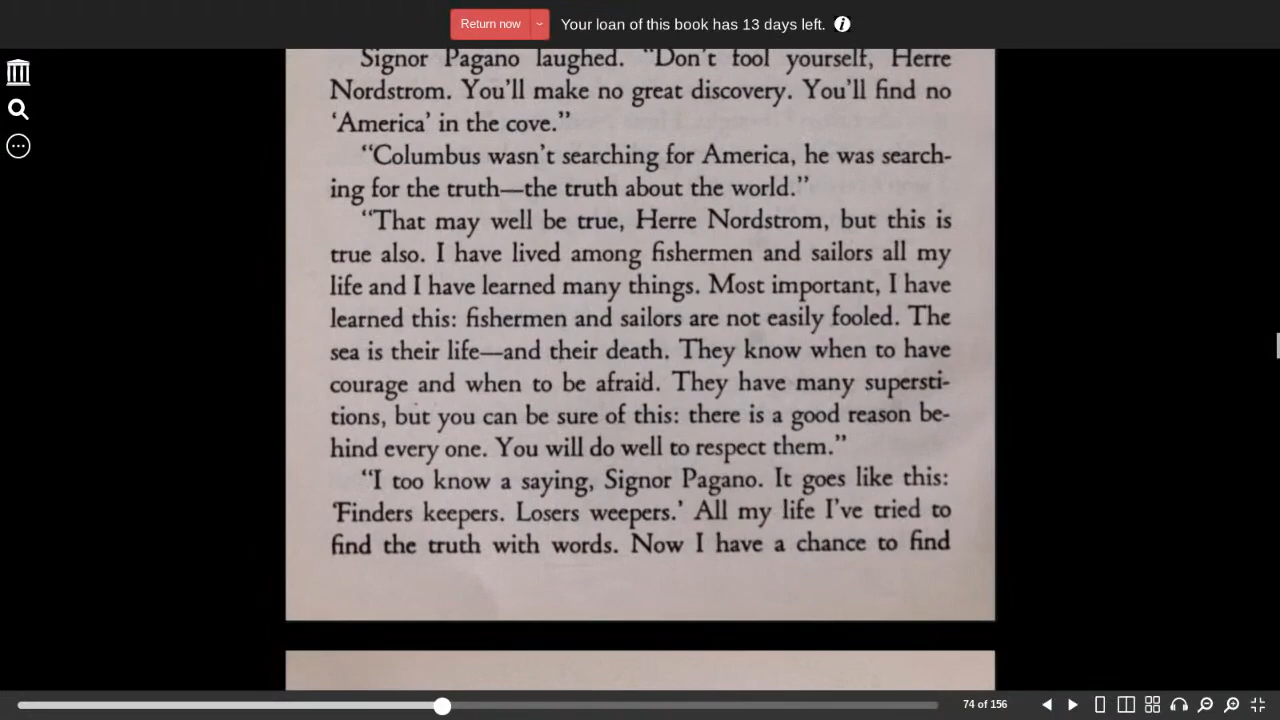 Return now
Your loan of this book has 13 days left.
Signor Pagano laughed. “Don’t fool yourself, Herre
Nordstrom. You’ll make no great discovery. You’ll find no
‘America’ in the cove.”
“Columbus wasn’t searching for America, he was search-
ing for the truth—the truth about the world.”
“That may well be true, Herre Nordstrom, but this is
true also. I have lived among fishermen and sailors all my
life and I have learned many things. Most important, I have
learned this: fishermen and sailors are not easily fooled. The
sea is their life—and their death. They know when to have
courage and when to be afraid. They have many supersti-
tions, but you can be sure of this: there is a good reason be-
hind every one. You will do well to respect them.”
“I too know a saying, Signor Pagano. It goes like this:
‘Finders keepers. Losers weepers.’ All my life I’ve tried to
find the truth with words. Now I have a chance to find
74 of 156